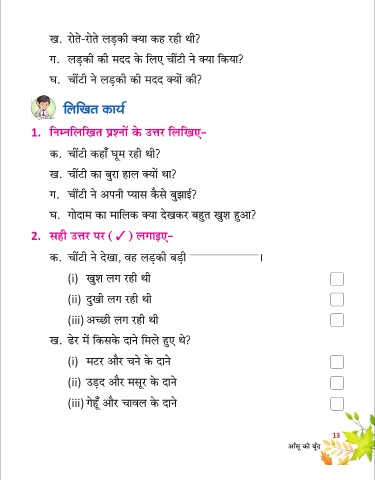 ख. रोते-रोते लड़की क्या कह रही थी?
ग. लड़की की मदद के लिए चींटी ने क्या किया?
घ. चींटी ने लड़की की मदद क्यों की?
लिखित कार्य
1. निम्नलिखित प्रश्नों के उत्तर लिखिए–
क. चींटी कहाँ घूम रही थी?
ख. चींटी का बुरा हाल क्यों था?
ग. चींटी ने अपनी प्यास कैसे बुझाई?
घ. गोदाम का मालिक क्या देखकर बहुत खुश हुआ?
2. सही उत्तर पर (✓) लगाइए–
क. चींटी ने देखा, वह लड़की बड़ी ____________ ।
(i) खुश लग रही थी
(ii) दुखी लग रही थी
(iii) अच्छी लग रही थी
ख. ढेर में किसके दाने मिले हुए थे?
(i) मटर और चने के दाने
(ii) उड़द और मसूर के दाने
(iii) गेहूँ और चावल के दाने
13
आँसू की बूँद